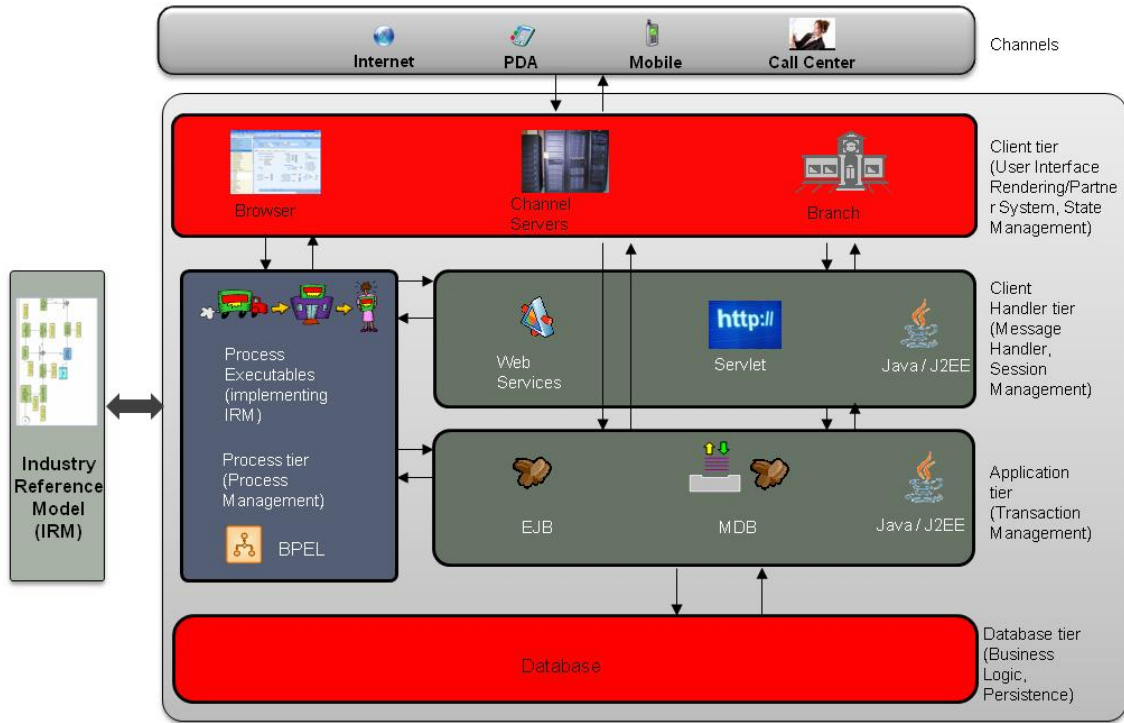 Internet
PDA
Mobile
Call Center
Channels
Browser
Channel
Servers
Branch
Client tier
(User Interface
Rendering/Partne
r System, State
Management)
Industry
Reference
Model
(IRM)
Process
Executables
(implementing
IRM)
Process tier
(Process
Management)
BPEL
Web
Services
http://
Servlet
Java / J2EE
Client
Handler tier
(Message
Handler,
Session
Management)
EJB
MDB
Java / J2EE
Application
tier
(Transaction
Management)
Database
Database tier
(Business
Logic,
Persistence)